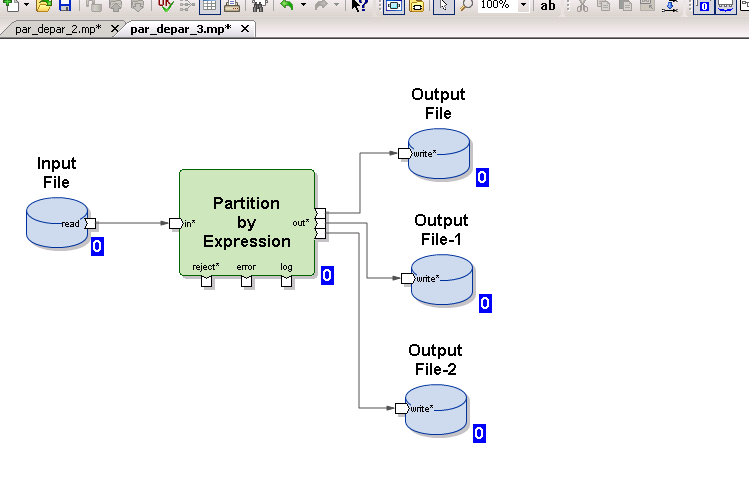 100%
ab
0
par_depar_2.mp*
par_depar_3.mp*
Output
File
write*
0
Input
File
read
0
Partition
by
Expression
in*
out*
reject*
error
log
0
Output
File-1
write*
0
Output
File-2
write*
0